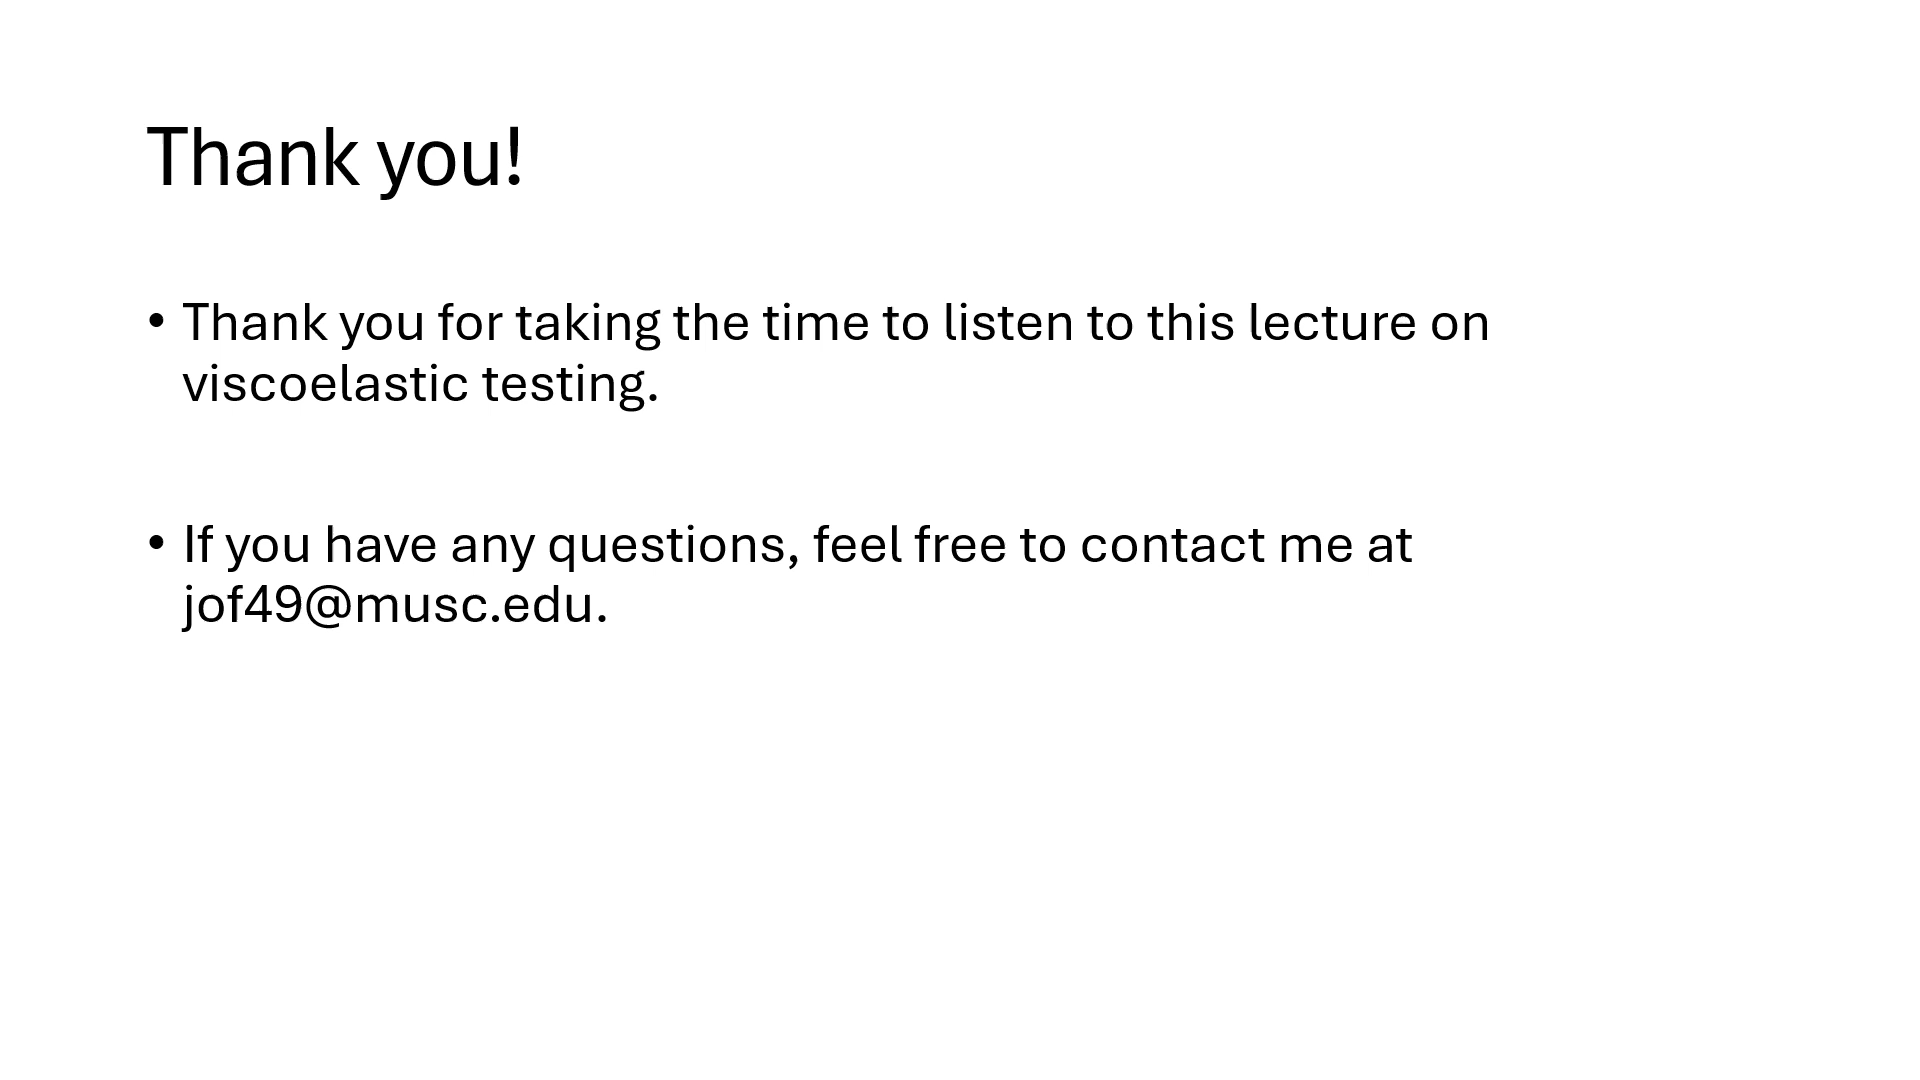 Thank you!
• Thank you for taking the time to listen to this lecture on
viscoelastic testing.
• If you have any questions, feel free to contact me at
jof49@musc.edu.